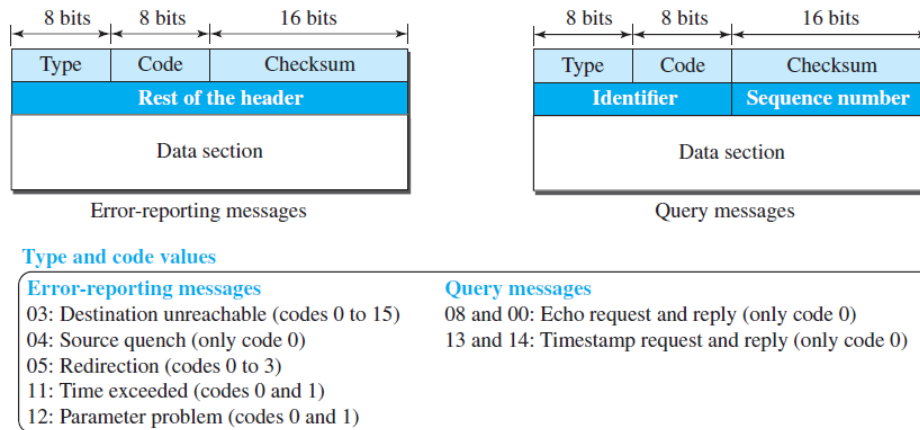 8 bits 8 bits 16 bits
Type Code Checksum
Rest of the header
Data section
Error-reporting messages
8 bits 8 bits 16 bits
Type Code Checksum
Identifier Sequence number
Data section
Query messages
Type and code values
Error-reporting messages
03: Destination unreachable (codes 0 to 15)
04: Source quench (only code 0)
05: Redirection (codes 0 to 3)
11: Time exceeded (codes 0 and 1)
12: Parameter problem (codes 0 and 1)
Query messages
08 and 00: Echo request and reply (only code 0)
13 and 14: Timestamp request and reply (only code 0)